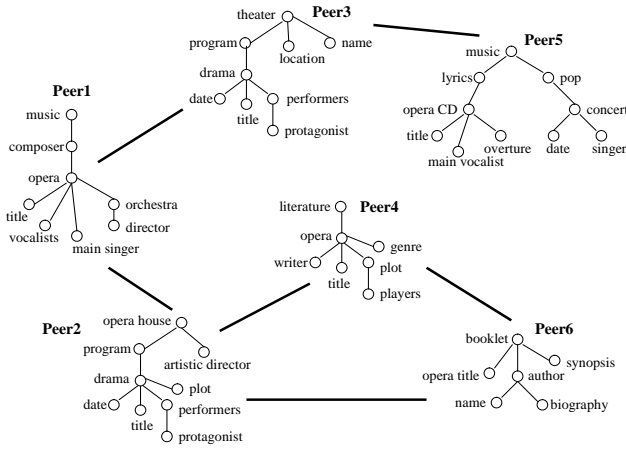 Peer1
music
composer
opera
title
vocalists
main singer
orchestra
director
Peer3
theater
program
location
name
drama
date
title
performers
protagonist
Peer5
music
lyrics
pop
opera CD
concert
title
main vocalist
overture
date
singer
Peer4
literature
opera
genre
writer
title
plot
players
Peer2
opera house
program
artistic director
drama
plot
date
title
performers
protagonist
Peer6
booklet
synopsis
opera title
author
name
biography